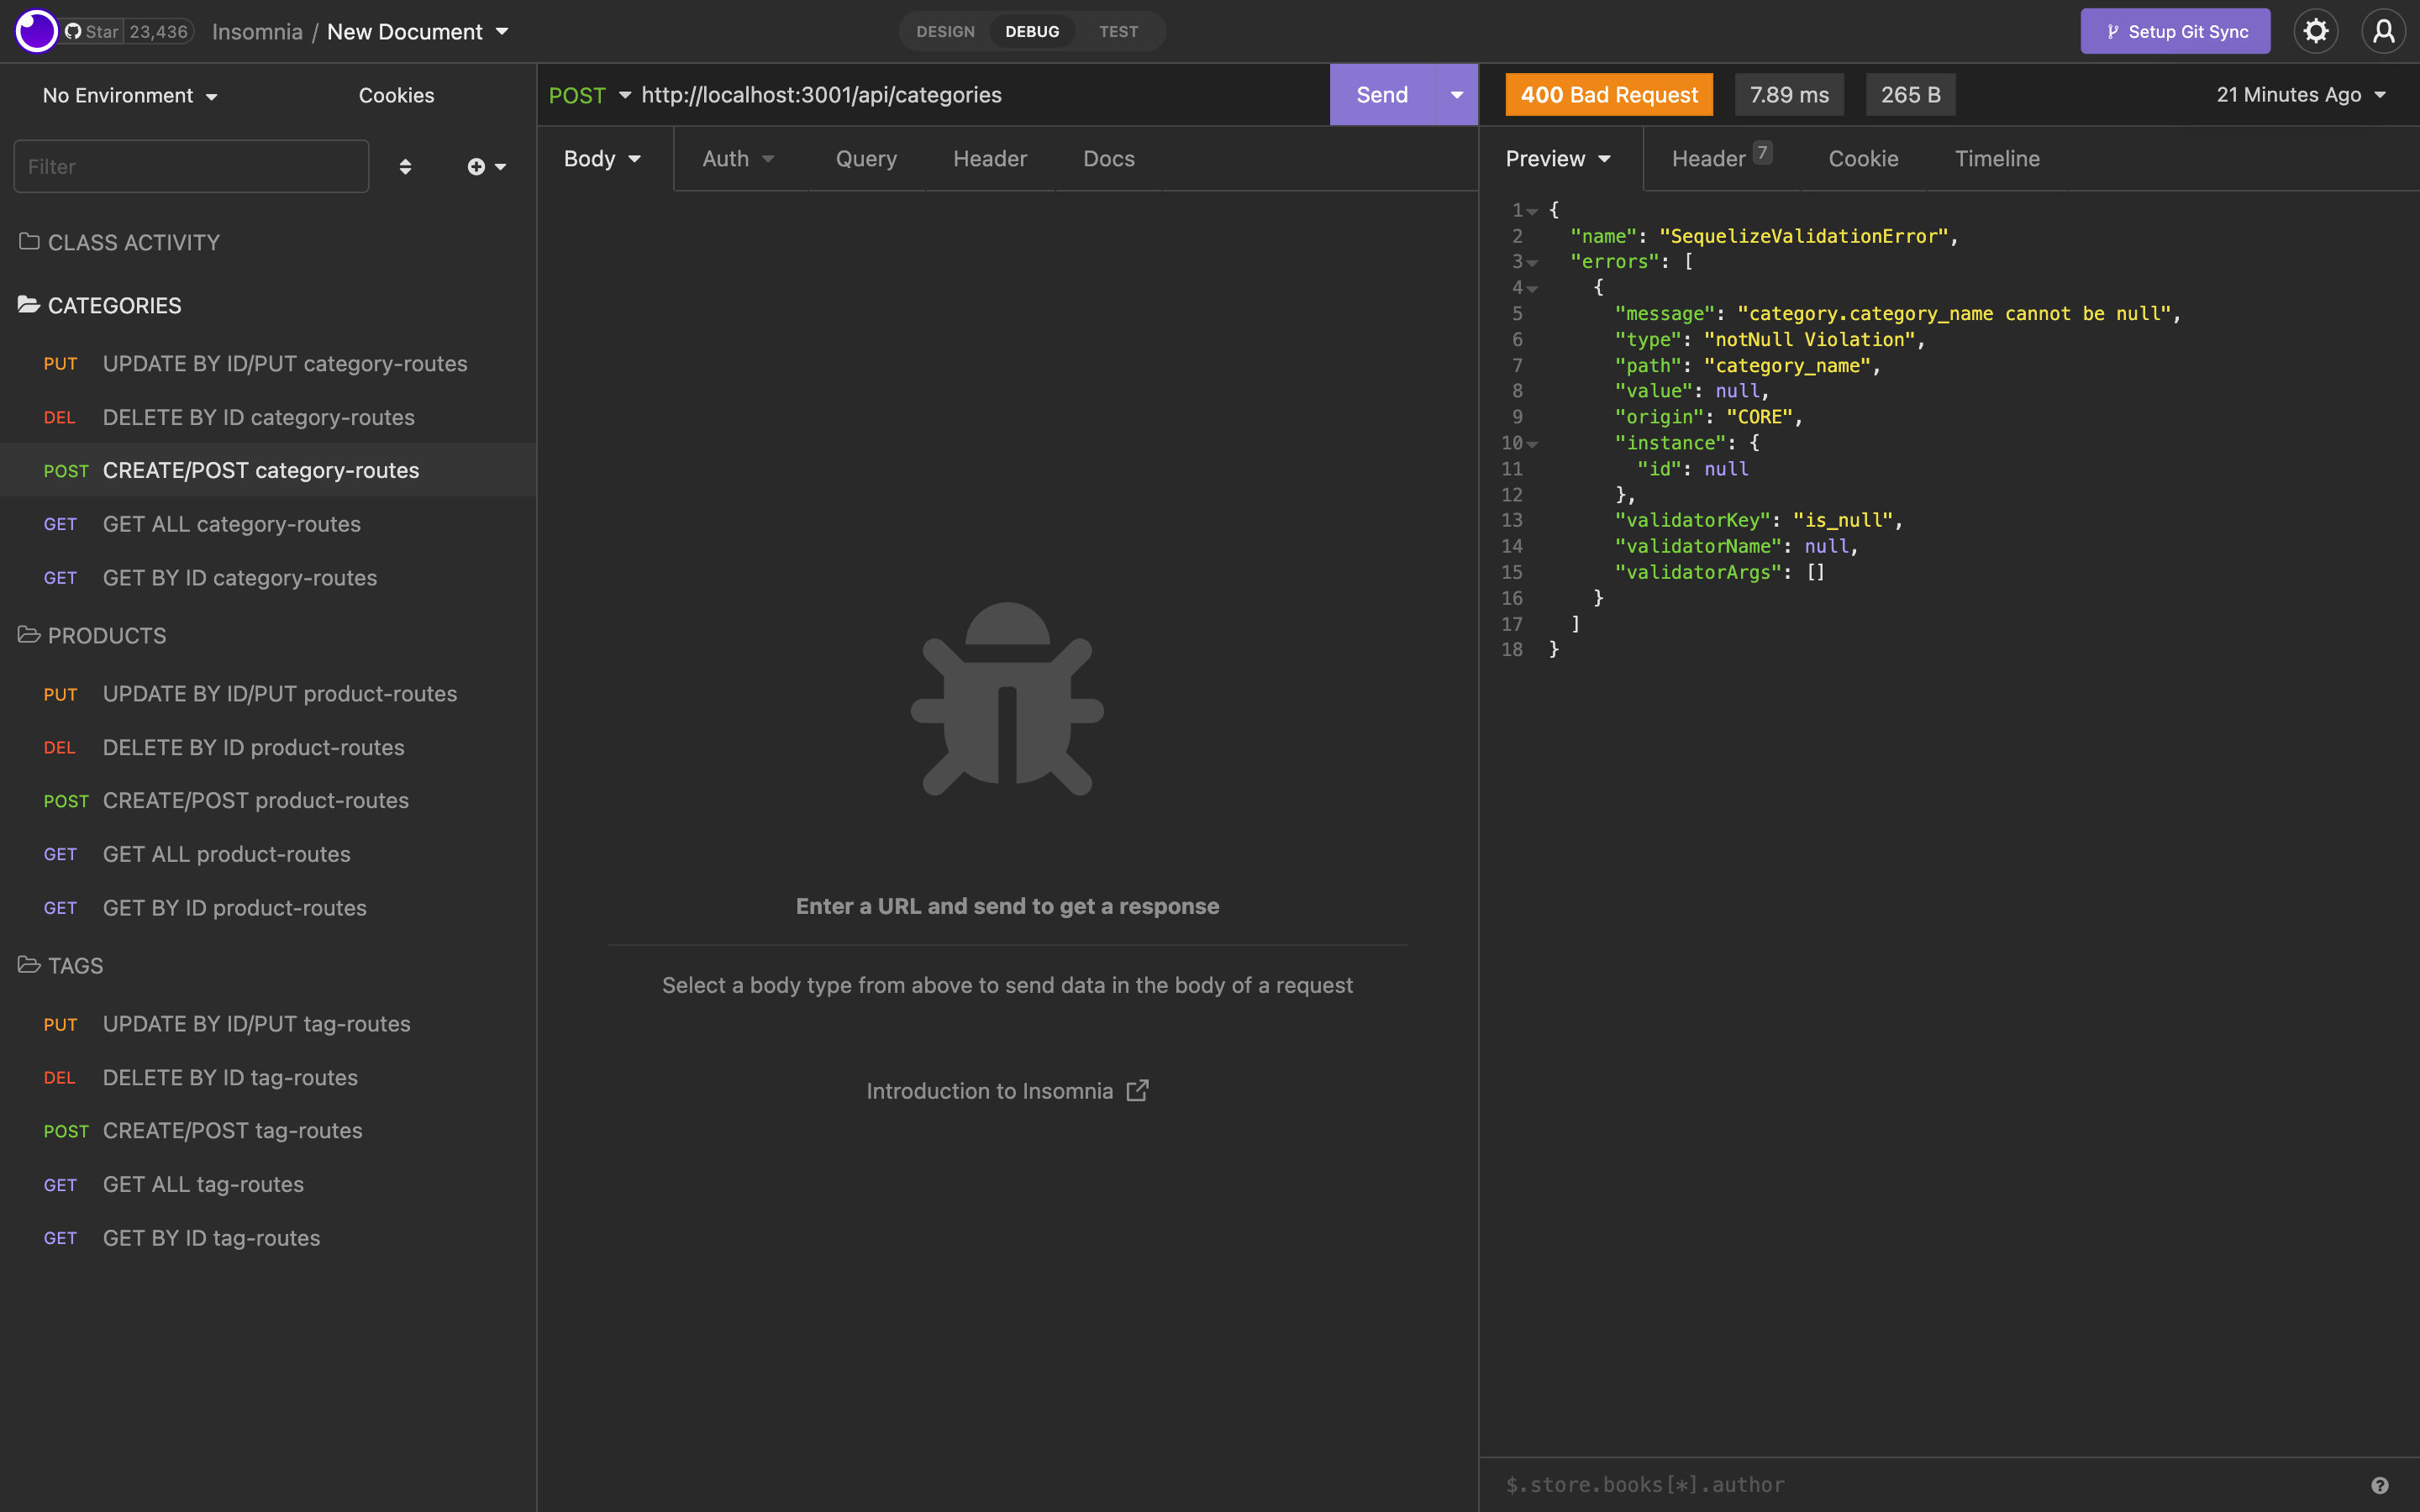 Star 23,436 Insomnia / New Document
DESIGN DEBUG TEST
Setup Git Sync
No Environment Cookies
Filter
CLASS ACTIVITY
CATEGORIES
PUT UPDATE BY ID/PUT category-routes
DEL DELETE BY ID category-routes
POST CREATE/POST category-routes
GET GET ALL category-routes
GET GET BY ID category-routes
PRODUCTS
PUT UPDATE BY ID/PUT product-routes
DEL DELETE BY ID product-routes
POST CREATE/POST product-routes
GET GET ALL product-routes
GET GET BY ID product-routes
TAGS
PUT UPDATE BY ID/PUT tag-routes
DEL DELETE BY ID tag-routes
POST CREATE/POST tag-routes
GET GET ALL tag-routes
GET GET BY ID tag-routes
POST http://localhost:3001/api/categories Send
Body Auth Query Header Docs
Enter a URL and send to get a response
Select a body type from above to send data in the body of a request
Introduction to Insomnia
400 Bad Request 7.89 ms 265 B 21 Minutes Ago
Preview Header 7 Cookie Timeline
1 {
2 "name": "SequelizeValidationError",
3 "errors": [
4 {
5 "message": "category.category_name cannot be null",
6 "type": "notNull Violation",
7 "path": "category_name",
8 "value": null,
9 "origin": "CORE",
10 "instance": {
11 "id": null
12 },
13 "validatorKey": "is_null",
14 "validatorName": null,
15 "validatorArgs": []
16 }
17 ]
18 }
$.store.books[*].author